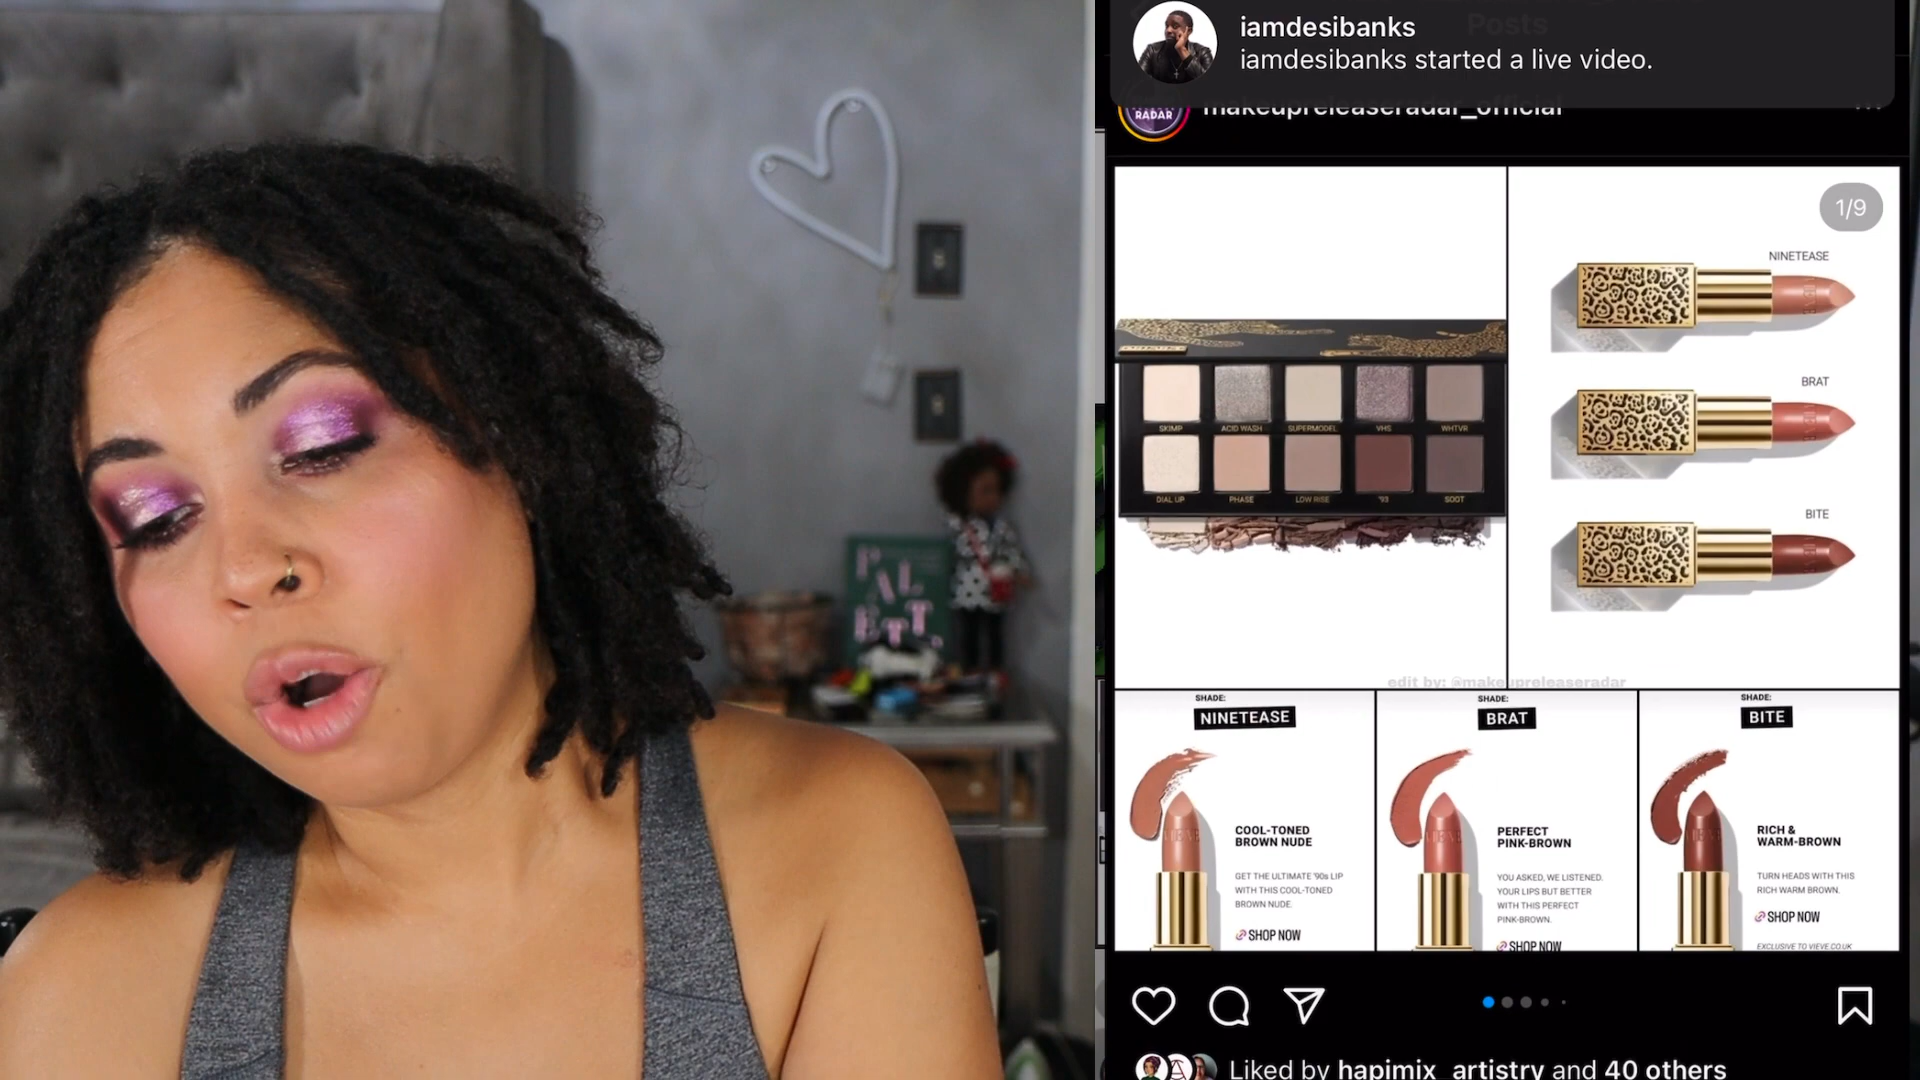 iamdesibanks
Posts
iamdesibanks started a live video.
RADAR
makeupreleaseradar_official
1/9
NINETEASE
BRAT
BITE
SKIMP
ACID WASH
SUPERMODEL
VHS
WHTVR
DIAL UP
PHASE
LOW RISE
'93
SOOT
PALETT
edit by: @makeupreleaseradar
SHADE:
NINETEASE
COOL-TONED
BROWN NUDE
GET THE ULTIMATE '90s LIP
WITH THIS COOL-TONED
BROWN NUDE.
SHOP NOW
SHADE:
BRAT
PERFECT
PINK-BROWN
YOU ASKED, WE LISTENED.
YOUR LIPS BUT BETTER
WITH THIS PERFECT
PINK-BROWN.
SHOP NOW
SHADE:
BITE
RICH &
WARM-BROWN
TURN HEADS WITH THIS
RICH WARM BROWN.
SHOP NOW
EXCLUSIVE TO VIEVE.CO.UK
Liked by hapimix_artistry and 40 others